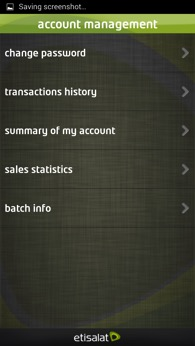 Saving screenshot...
account management
change password
transactions history
summary of my account
sales statistics
batch info
etisalat